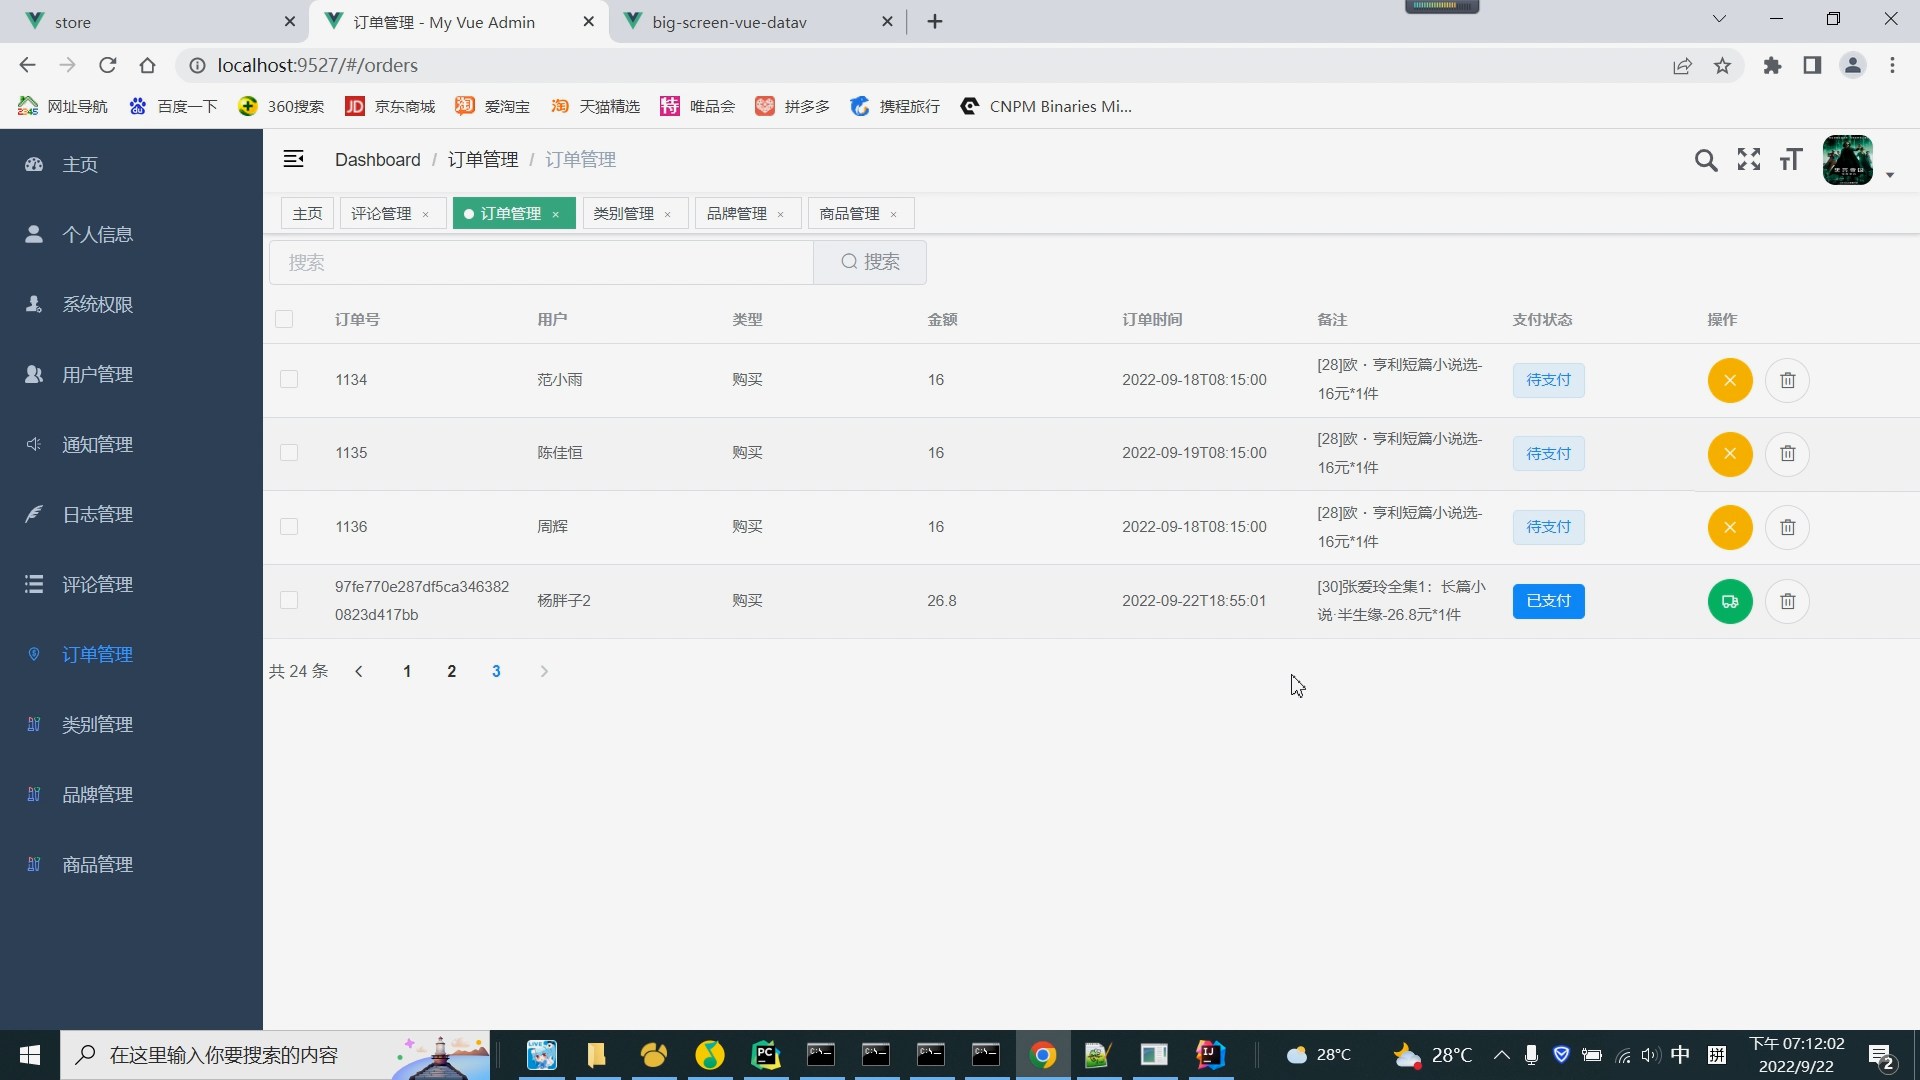 store
订单管理 - My Vue Admin
big-screen-vue-datav
localhost:9527/#/orders
网址导航
百度一下
360搜索
JD 京东商城
淘 爱淘宝
淘 天猫精选
特 唯品会
拼多多
携程旅行
CNPM Binaries Mi...
主页
个人信息
系统权限
用户管理
通知管理
日志管理
评论管理
订单管理
类别管理
品牌管理
商品管理
Dashboard / 订单管理 / 订单管理
主页 评论管理 × 订单管理 × 类别管理 × 品牌管理 × 商品管理 ×
搜索 搜索
订单号 用户 类型 金额 订单时间 备注 支付状态 操作
1134 范小雨 购买 16 2022-09-18T08:15:00 [28]欧·亨利短篇小说选-
16元*1件 待支付
1135 陈佳恒 购买 16 2022-09-19T08:15:00 [28]欧·亨利短篇小说选-
16元*1件 待支付
1136 周辉 购买 16 2022-09-18T08:15:00 [28]欧·亨利短篇小说选-
16元*1件 待支付
97fe770e287df5ca346382
0823d417bb 杨胖子2 购买 26.8 2022-09-22T18:55:01 [30]张爱玲全集1：长篇小
说·半生缘-26.8元*1件 已支付
共 24 条 1 2 3
在这里输入你要搜索的内容
28°C
28°C
中
拼
下午 07:12:02
2022/9/22
2